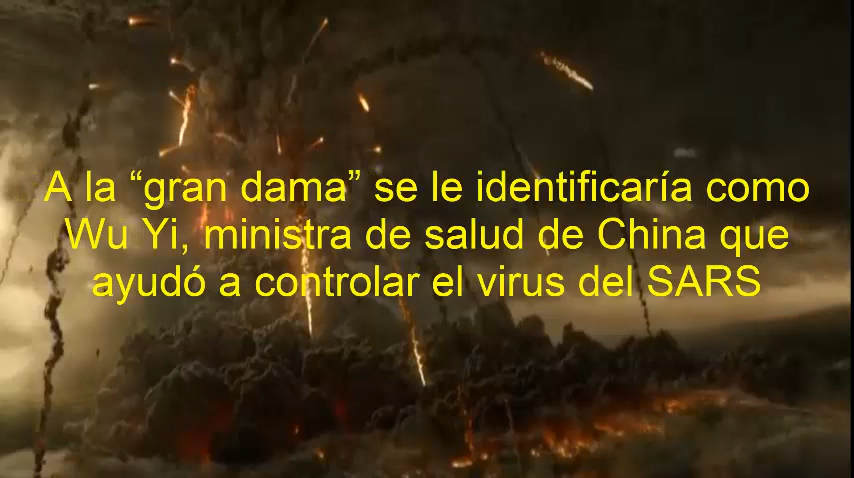 A la “gran dama” se le identificaría como
Wu Yi, ministra de salud de China que
ayudó a controlar el virus del SARS